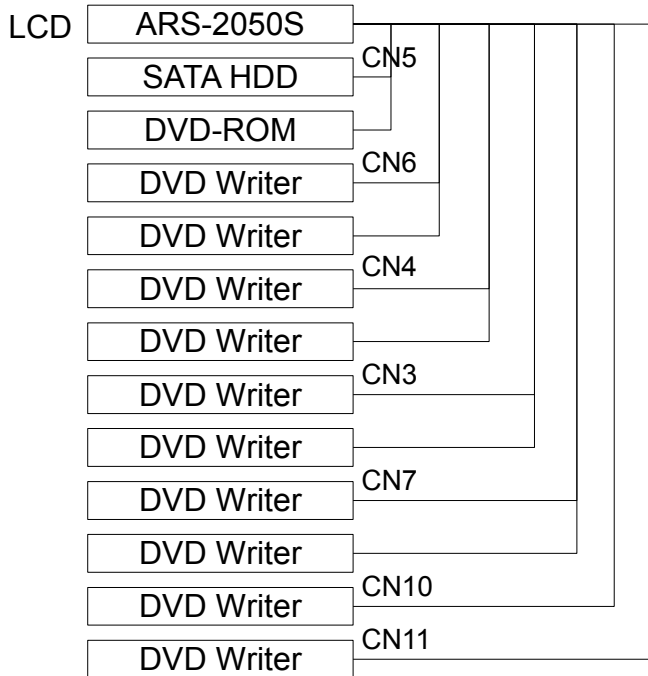 LCD ARS-2050S
CN5
SATA HDD
DVD-ROM
CN6
DVD Writer
DVD Writer
CN4
DVD Writer
DVD Writer
CN3
DVD Writer
DVD Writer
CN7
DVD Writer
DVD Writer
CN10
DVD Writer
CN11
DVD Writer